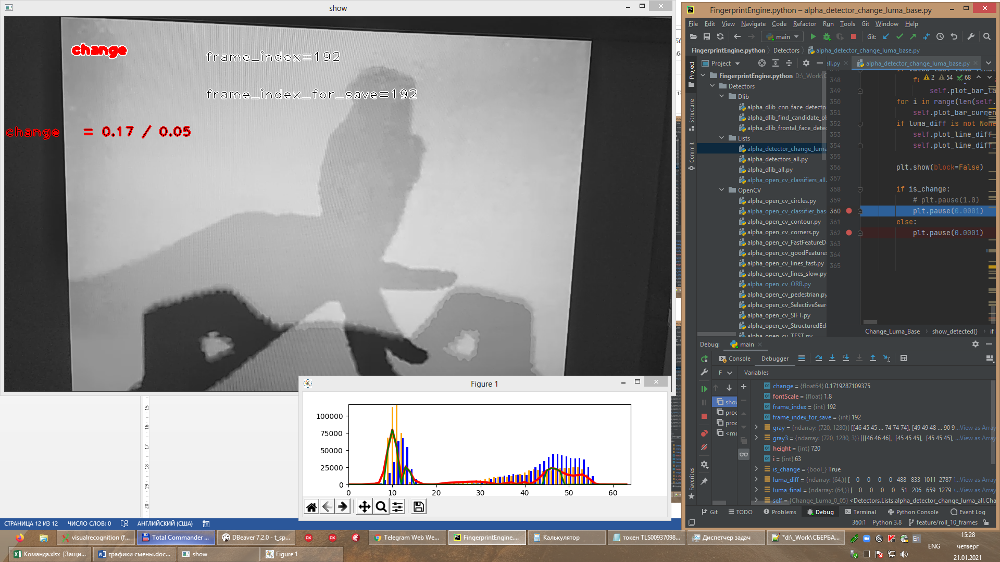 show
change
frame_index=192
frame_index_for_save=192
change = 0.17 / 0.05
Figure 1
100000
75000
50000
25000
0
0 10 20 30 40 50 60
15
16
17
18
19
20
СТРАНИЦА 12 ИЗ 12 ЧИСЛО СЛОВ: 0 АНГЛИЙСКИЙ (США)
FingerprintEngine.python – alpha_detector_change_luma_base.py
File Edit View Navigate Code Refactor Run Tools Git Window Help
main Git:
FingerprintEngine.python Detectors alpha_detector_change_luma_base.py
Project all.py alpha_detector_change_luma_base.py
Project
Structure
Commit
Favorites
FingerprintEngine.python D:\_Work\
Detectors
Dlib
alpha_dlib_cnn_face_detecto
alpha_dlib_find_candidate_ob
alpha_dlib_frontal_face_dete
Lists
alpha_detector_change_luma
alpha_detectors_all.py
alpha_dlib_all.py
alpha_open_cv_classifiers_all.
OpenCV
alpha_open_cv_circles.py
alpha_open_cv_classifier_bas
alpha_open_cv_contour.py
alpha_open_cv_corners.py
alpha_open_cv_FastFeatureD
alpha_open_cv_goodFeatures
alpha_open_cv_lines_fast.py
alpha_open_cv_lines_slow.py
alpha_open_cv_ORB.py
alpha_open_cv_pedestrian.py
alpha_open_cv_SelectiveSear
alpha_open_cv_SIFT.py
alpha_open_cv_StructuredEd
alpha_open_cv_TEST.py
2 54 68
348 f
349 self.plot_bar_la
350 for i in range(len(self.
351 self.plot_bar_curren
352 if luma_diff is not None
353 self.plot_line_diff_
354 self.plot_line_diff_
355
356 plt.show(block=False)
357
358 if is_change:
359 # plt.pause(1.0)
360 plt.pause(0.0001)
361 else:
362 plt.pause(0.0001)
363
364
365
Change_Luma_Base show_detected() if
Debug: main
Console Debugger
F Variables
show
proc
proc
<mo
change = {float64} 0.1719287109375
fontScale = {float} 1.8
frame_index = {int} 192
frame_index_for_save = {int} 192
gray = {ndarray: (720, 1280)} [[46 45 45 ... 74 74 74], [49 49 48 ... 90 9 ...View as Array
gray3 = {ndarray: (720, 1280, 3)} [[[46 46 46], [45 45 45], [45 45 45], ...View as Array
height = {int} 720
i = {int} 63
is_change = {bool_} True
luma_diff = {ndarray: (64,)} [ 0 0 0 0 488 833 1011 2787 ...View as Array
luma_final = {ndarray: (64,)} [ 0 0 0 0 51 206 659 1279 ...View as Array
self = {Change_Luma_0_05} <Detectors.Lists.alpha_detector_change_luma_all.Cha
Git TODO Problems Debug Terminal Python Console Event Log
360:1 Python 3.8 feature/roll_10_frames
visualrecognition (f... Total Commander ... DBeaver 7.2.0 - t_sp... DX DX Telegram Web We... FingerprintEngine.... Калькулятор токен TLS00937098... Диспетчер задач *d:\_Work\СБЕРБА...
Команда.xlsx [Защи... графики смены.doc... show Figure 1
En
ENG
15:28
четверг
21.01.2021